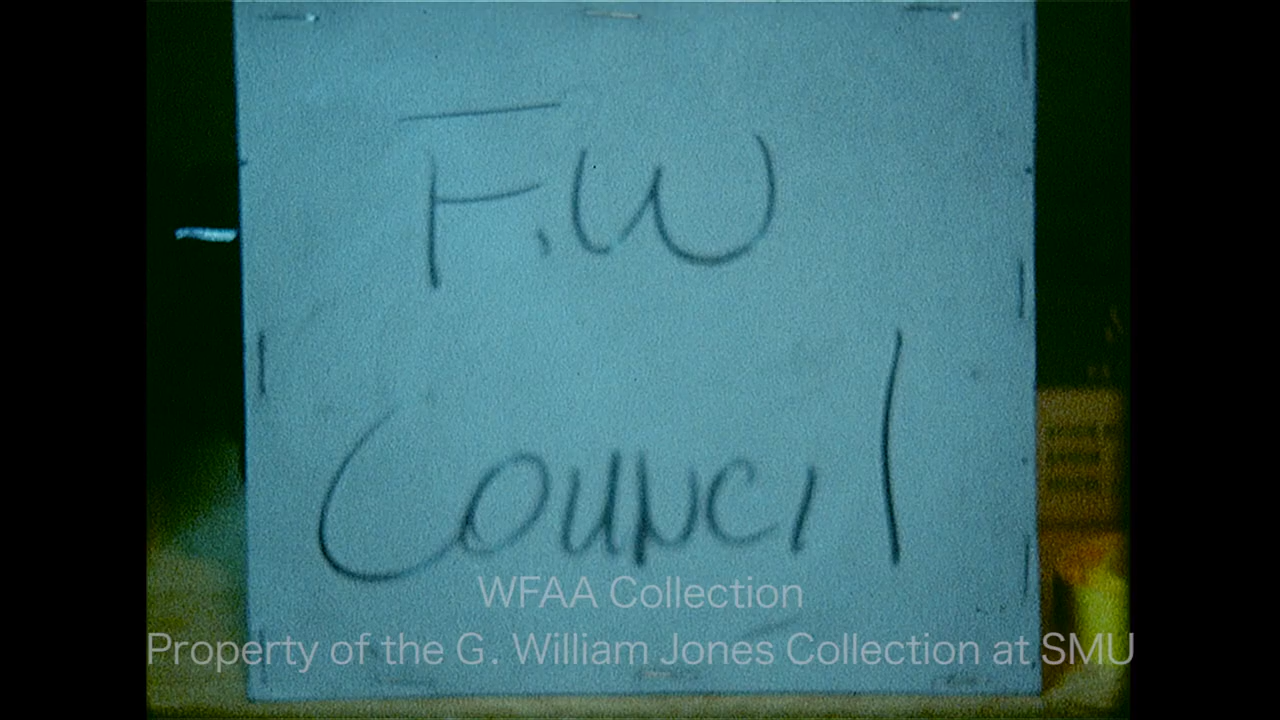 F.W
COUNCIl
WFAA Collection
Property of the G. William Jones Collection at SMU